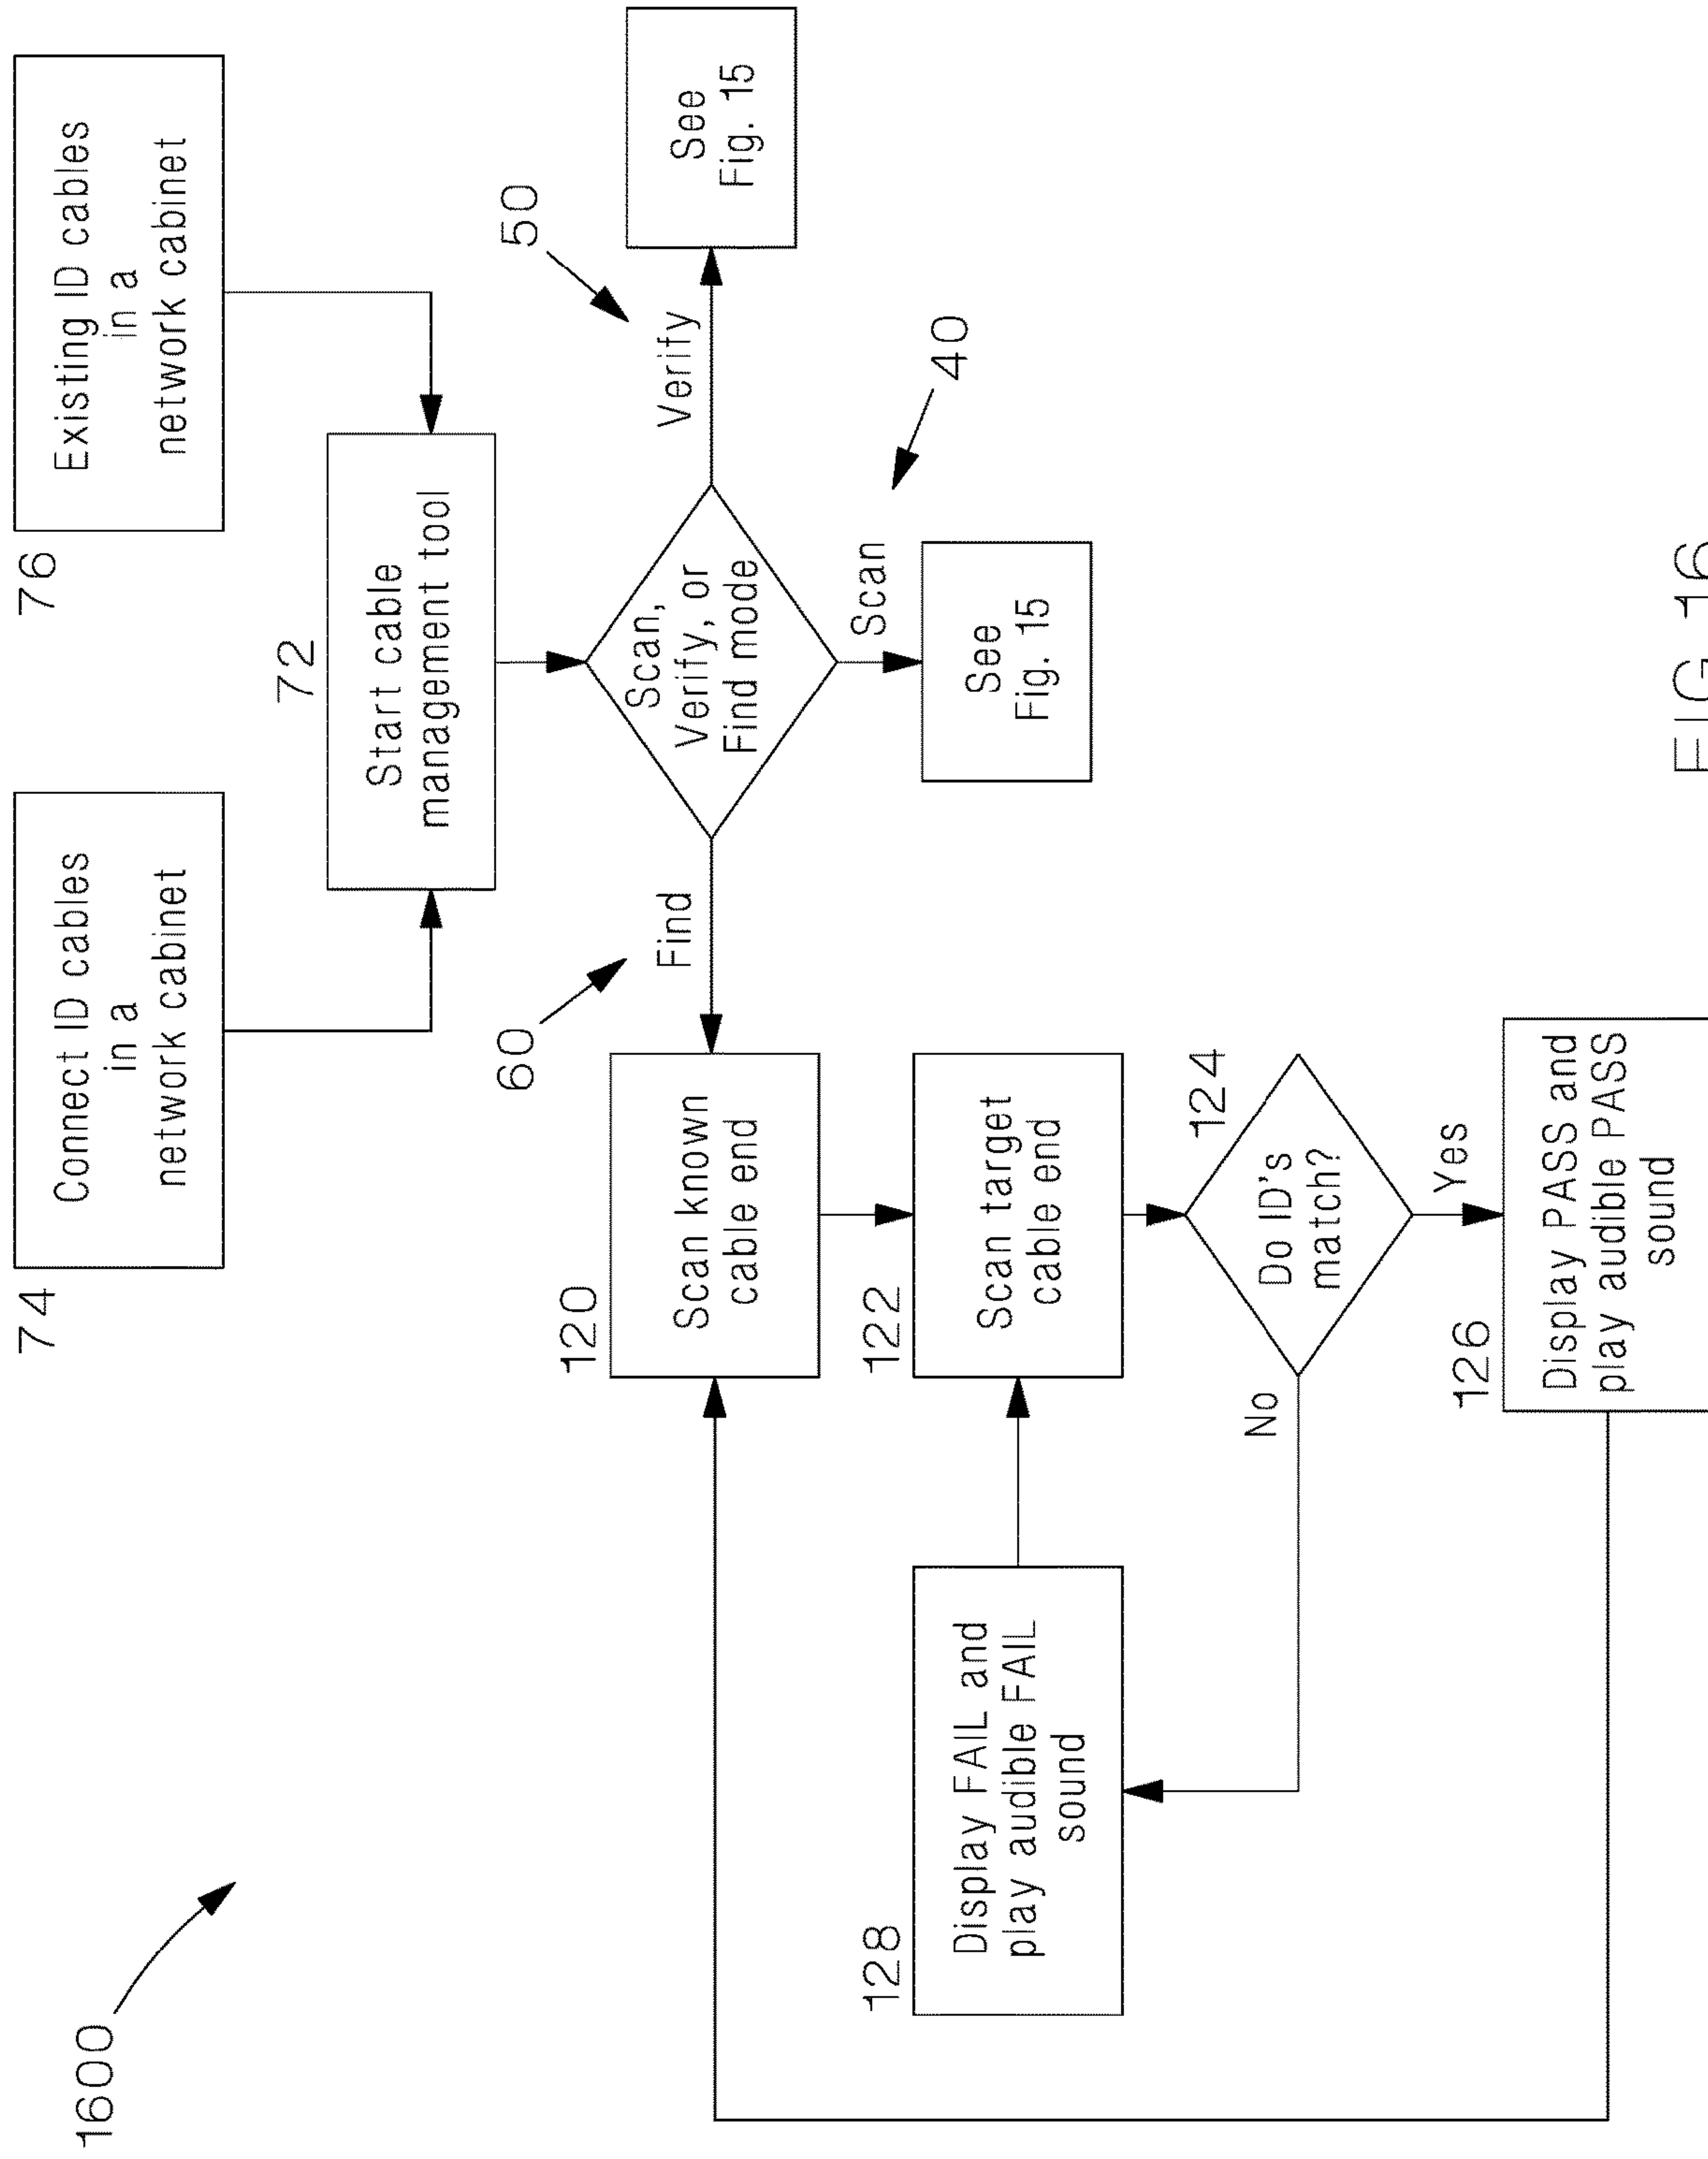 1600
74
Connect ID cables
in a
network cabinet
76
Existing ID cables
in a
network cabinet
72
Start cable
management tool
Scan,
Verify, or
Find mode
60
Find
50
Verify
See
Fig. 15
Scan
40
See
Fig. 15
120
Scan known
cable end
122
Scan target
cable end
124
Do ID's
match?
No
Yes
128
Display FAIL and
play audible FAIL
sound
126
Display PASS and
play audible PASS
sound
FIG 16